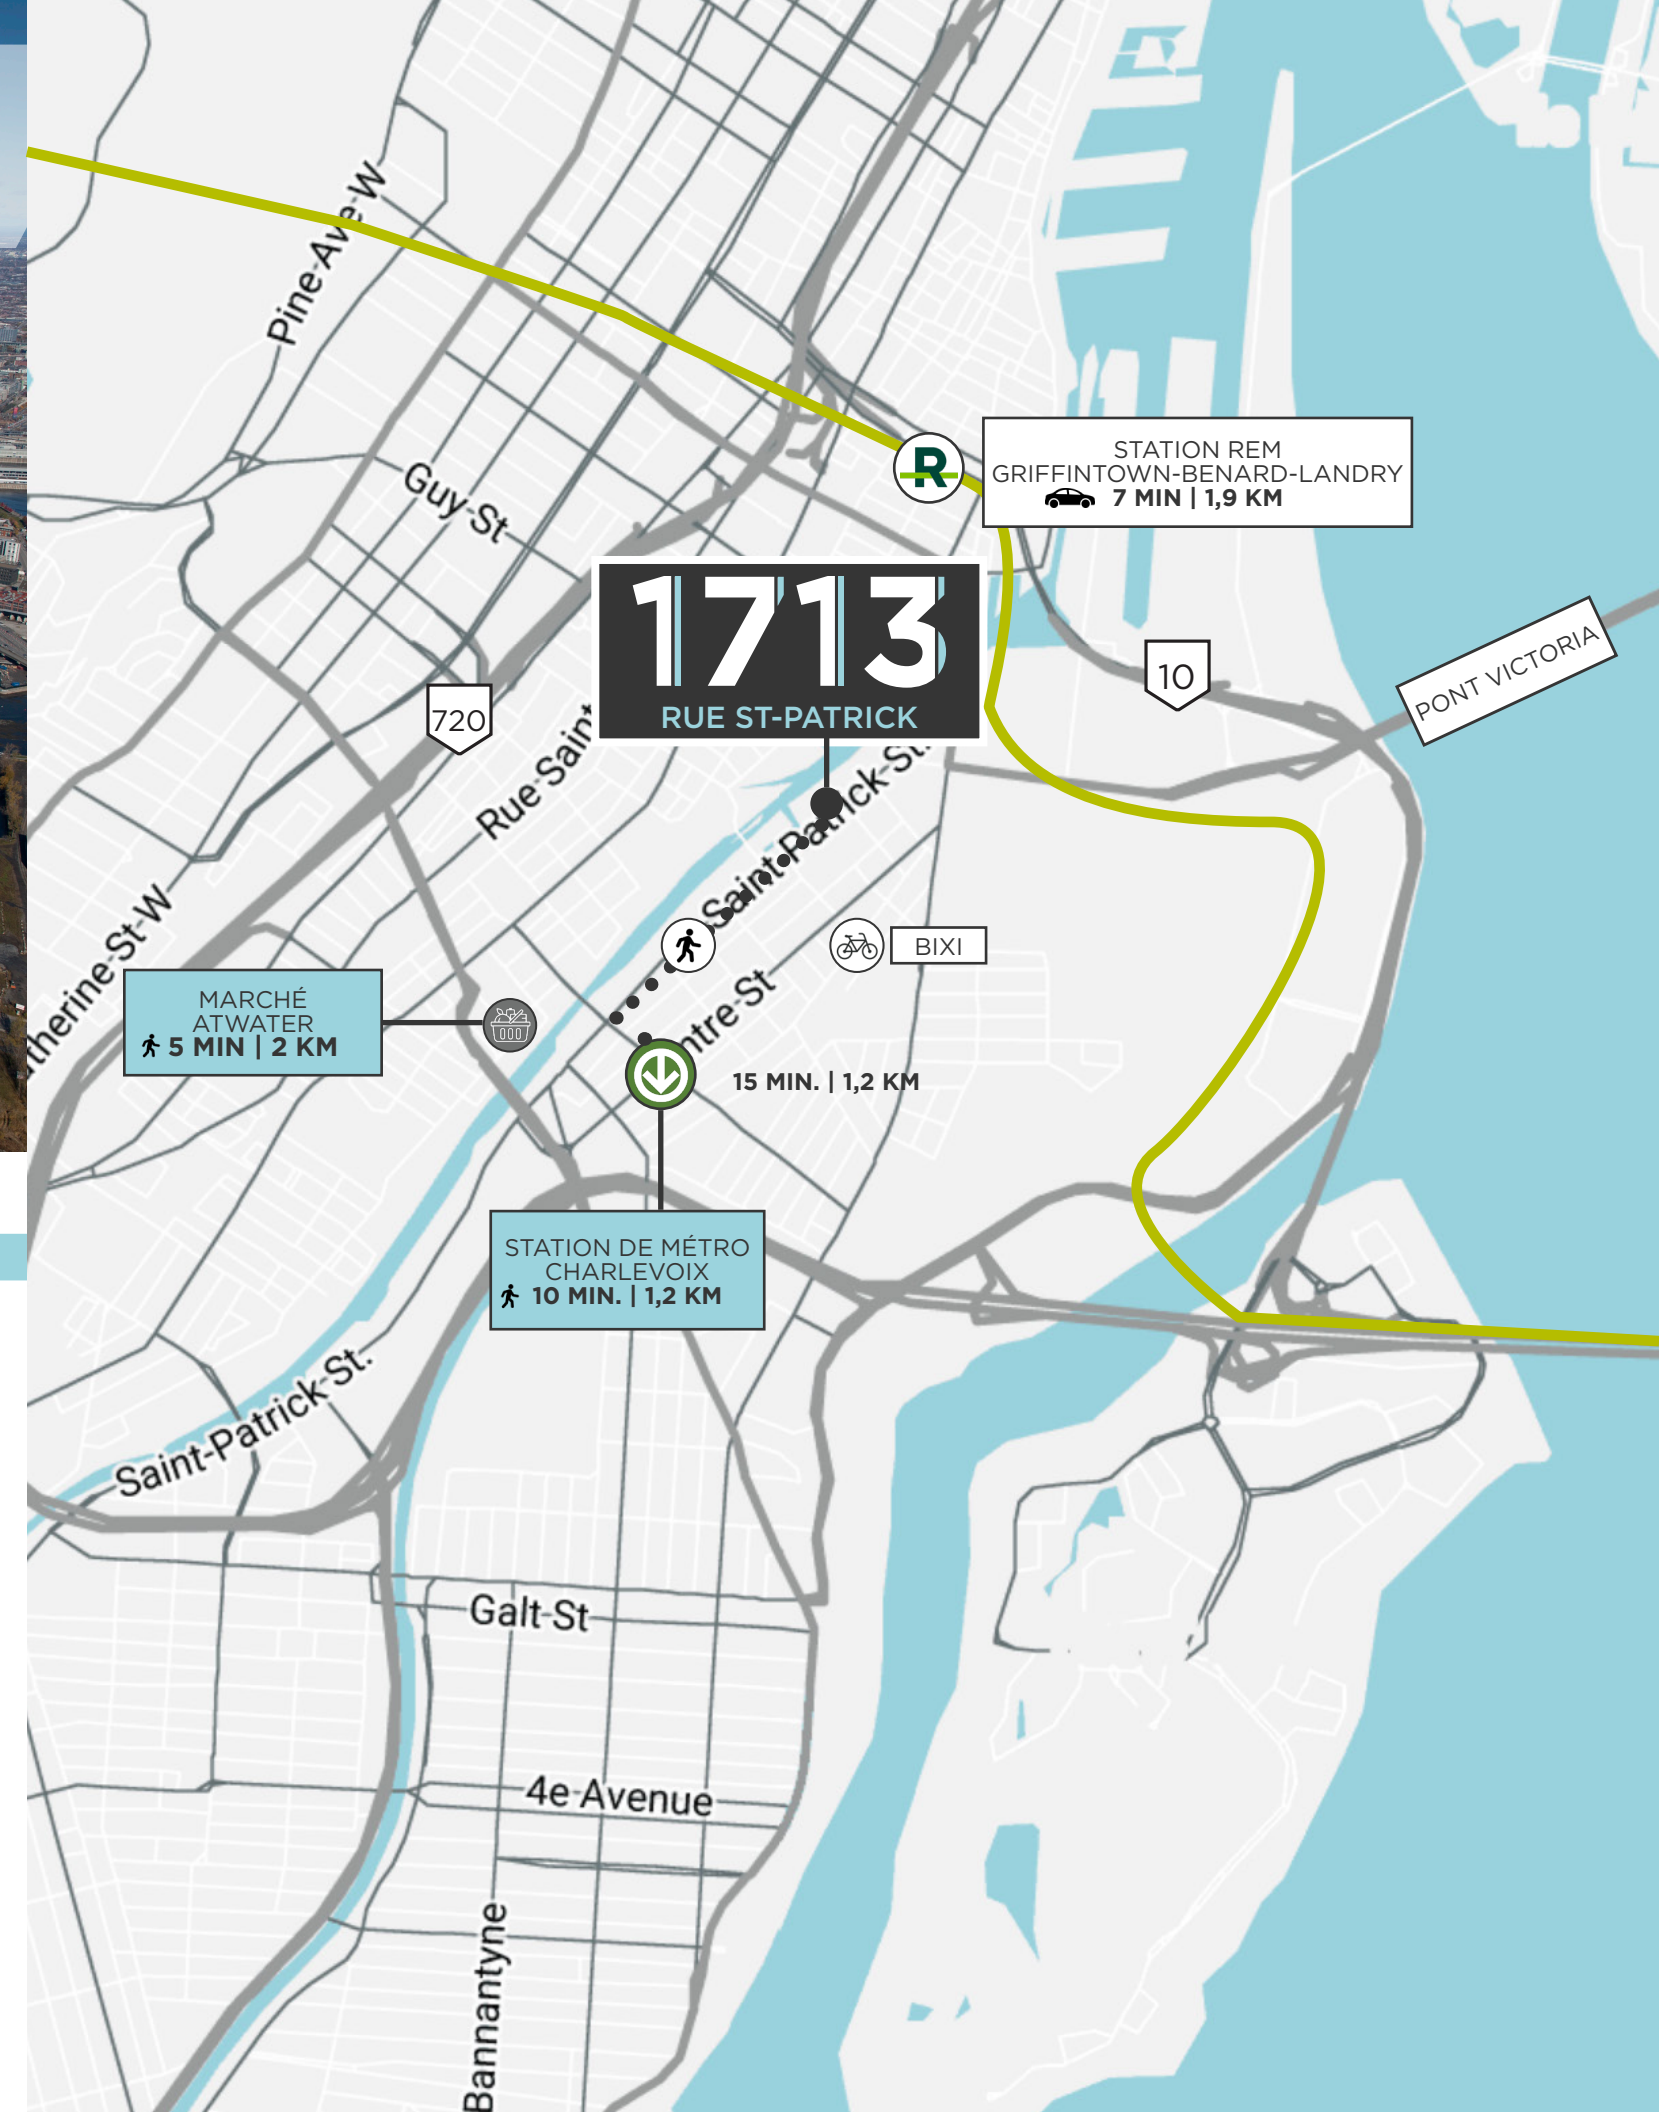 Pine Ave W
Guy St
R
STATION REM
GRIFFINTOWN-BENARD-LANDRY
7 MIN | 1,9 KM
1713
RUE ST-PATRICK
10
PONT VICTORIA
720
Rue Saint
Saint-Patrick St.
BIXI
MARCHÉ
ATWATER
5 MIN | 2 KM
therine St W
ntre St
15 MIN. | 1,2 KM
STATION DE MÉTRO
CHARLEVOIX
10 MIN. | 1,2 KM
Saint-Patrick St.
Galt St
4e Avenue
Bannantyne